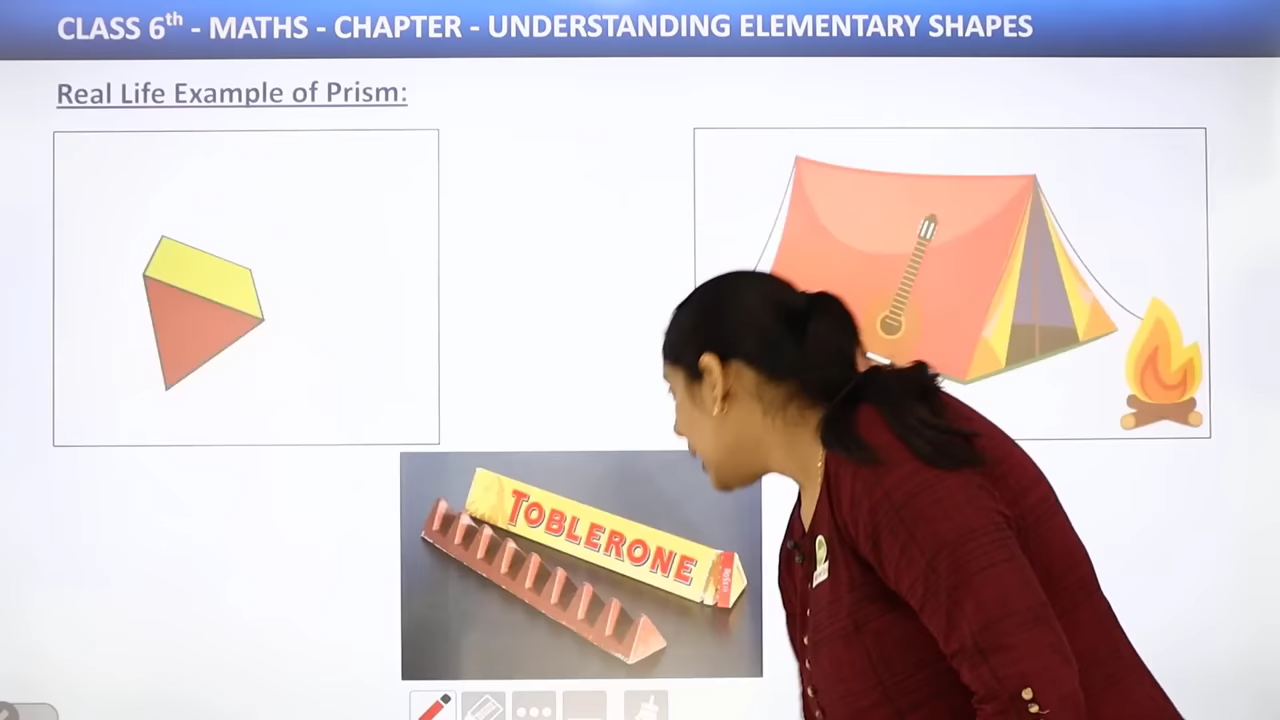 CLASS 6th - MATHS - CHAPTER - UNDERSTANDING ELEMENTARY SHAPES
Real Life Example of Prism:
TOBLERONE